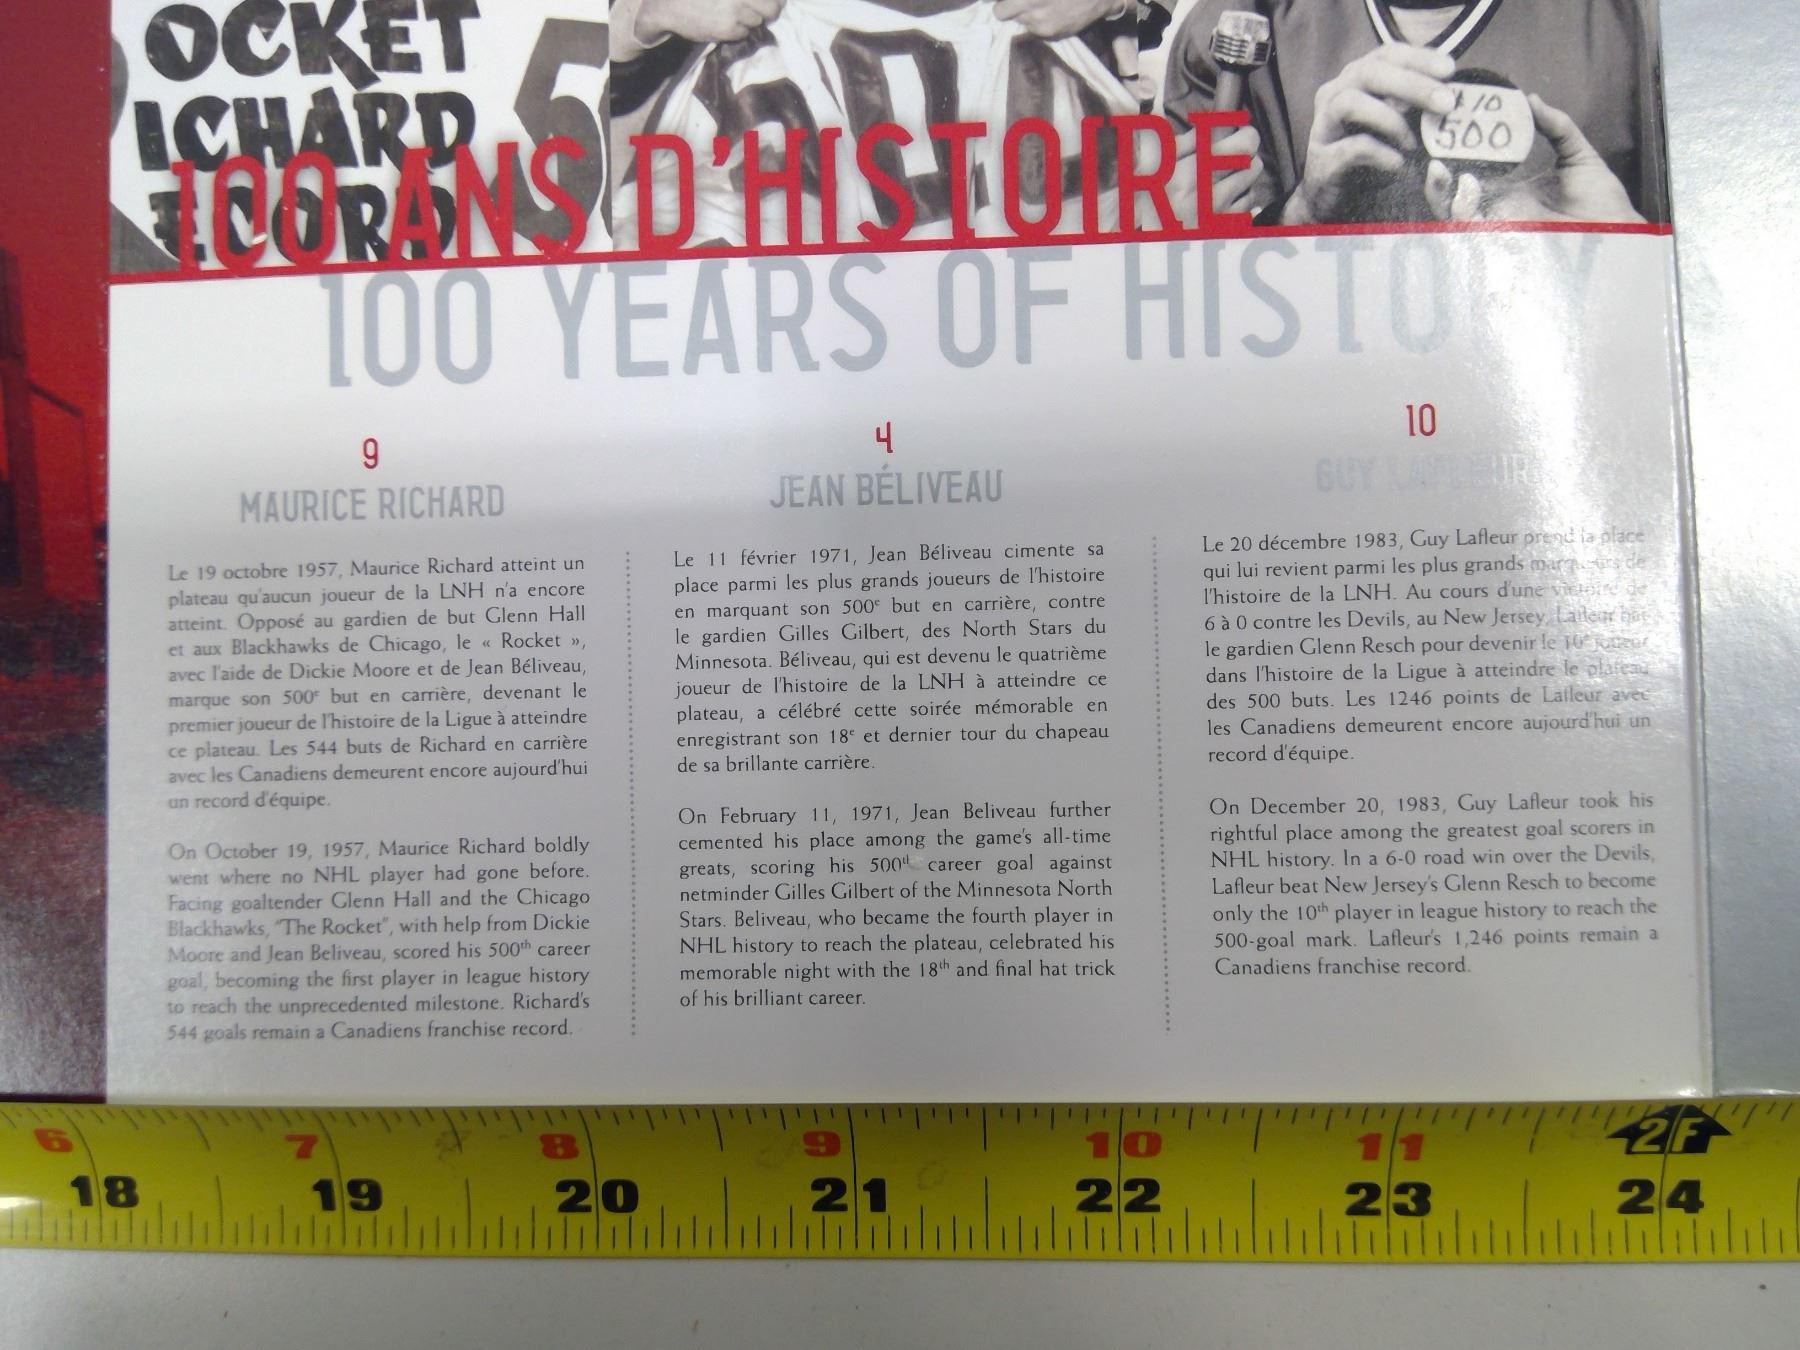 OCKET
ICHARD
ECORD
5
500
X 10
500
100 ANS D'HISTOIRE
100 YEARS OF HISTORY
9
MAURICE RICHARD
Le 19 octobre 1957, Maurice Richard atteint un
plateau qu'aucun joueur de la LNH n'a encore
atteint. Opposé au gardien de but Glenn Hall
et aux Blackhawks de Chicago, le « Rocket »,
avec l'aide de Dickie Moore et de Jean Béliveau,
marque son 500e but en carrière, devenant le
premier joueur de l'histoire de la Ligue à atteindre
ce plateau. Les 544 buts de Richard en carrière
avec les Canadiens demeurent encore aujourd'hui
un record d'équipe.
On October 19, 1957, Maurice Richard boldly
went where no NHL player had gone before.
Facing goaltender Glenn Hall and the Chicago
Blackhawks, "The Rocket", with help from Dickie
Moore and Jean Beliveau, scored his 500th career
goal, becoming the first player in league history
to reach the unprecedented milestone. Richard's
544 goals remain a Canadiens franchise record.
4
JEAN BÉLIVEAU
Le 11 février 1971, Jean Béliveau cimente sa
place parmi les plus grands joueurs de l'histoire
en marquant son 500e but en carrière, contre
le gardien Gilles Gilbert, des North Stars du
Minnesota. Béliveau, qui est devenu le quatrième
joueur de l'histoire de la LNH à atteindre ce
plateau, a célébré cette soirée mémorable en
enregistrant son 18e et dernier tour du chapeau
de sa brillante carrière.
On February 11, 1971, Jean Beliveau further
cemented his place among the game's all-time
greats, scoring his 500th career goal against
netminder Gilles Gilbert of the Minnesota North
Stars. Beliveau, who became the fourth player in
NHL history to reach the plateau, celebrated his
memorable night with the 18th and final hat trick
of his brilliant career.
10
GUY LAFLEUR
Le 20 décembre 1983, Guy Lafleur prend la place
qui lui revient parmi les plus grands marqueurs de
l'histoire de la LNH. Au cours d'une victoire de
6 à 0 contre les Devils, au New Jersey, Lafleur bat
le gardien Glenn Resch pour devenir le 10e joueur
dans l'histoire de la Ligue à atteindre le plateau
des 500 buts. Les 1246 points de Lafleur avec
les Canadiens demeurent encore aujourd'hui un
record d'équipe.
On December 20, 1983, Guy Lafleur took his
rightful place among the greatest goal scorers in
NHL history. In a 6-0 road win over the Devils,
Lafleur beat New Jersey's Glenn Resch to become
only the 10th player in league history to reach the
500-goal mark. Lafleur's 1,246 points remain a
Canadiens franchise record.
6 7 8 9 10 11 2F
18 19 20 21 22 23 24